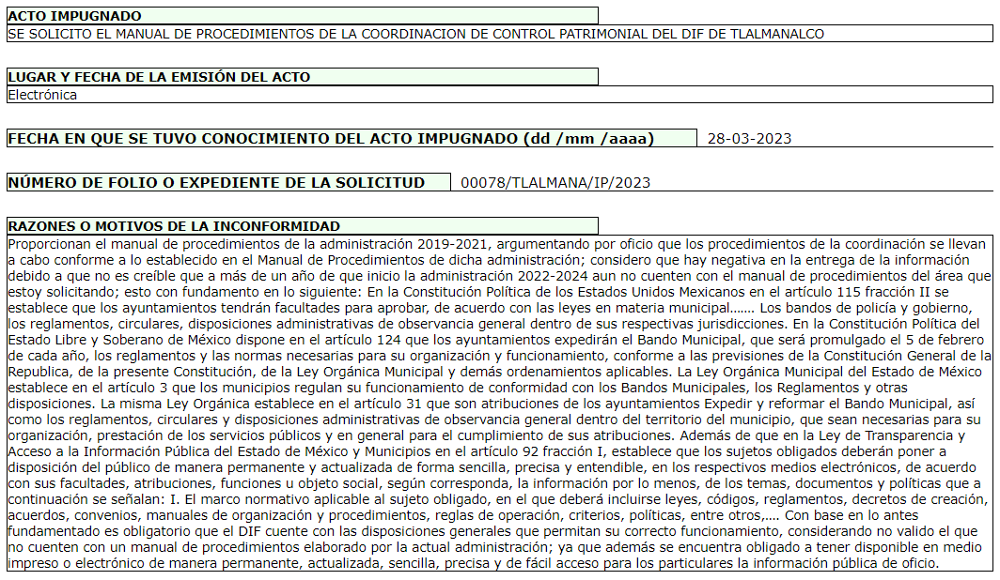 ACTO IMPUGNADO
SE SOLICITO EL MANUAL DE PROCEDIMIENTOS DE LA COORDINACION DE CONTROL PATRIMONIAL DEL DIF DE TLALMANALCO
LUGAR Y FECHA DE LA EMISIÓN DEL ACTO
Electrónica
FECHA EN QUE SE TUVO CONOCIMIENTO DEL ACTO IMPUGNADO (dd /mm /aaaa) 28-03-2023
NÚMERO DE FOLIO O EXPEDIENTE DE LA SOLICITUD 00078/TLALMANA/IP/2023
RAZONES O MOTIVOS DE LA INCONFORMIDAD
Proporcionan el manual de procedimientos de la administración 2019-2021, argumentando por oficio que los procedimientos de la coordinación se llevan
a cabo conforme a lo establecido en el Manual de Procedimientos de dicha administración; considero que hay negativa en la entrega de la información
debido a que no es creíble que a más de un año de que inicio la administración 2022-2024 aun no cuenten con el manual de procedimientos del área que
estoy solicitando; esto con fundamento en lo siguiente: En la Constitución Política de los Estados Unidos Mexicanos en el artículo 115 fracción II se
establece que los ayuntamientos tendrán facultades para aprobar, de acuerdo con las leyes en materia municipal……. Los bandos de policía y gobierno,
los reglamentos, circulares, disposiciones administrativas de observancia general dentro de sus respectivas jurisdicciones. En la Constitución Política del
Estado Libre y Soberano de México dispone en el artículo 124 que los ayuntamientos expedirán el Bando Municipal, que será promulgado el 5 de febrero
de cada año, los reglamentos y las normas necesarias para su organización y funcionamiento, conforme a las previsiones de la Constitución General de la
Republica, de la presente Constitución, de la Ley Orgánica Municipal y demás ordenamientos aplicables. La Ley Orgánica Municipal del Estado de México
establece en el artículo 3 que los municipios regulan su funcionamiento de conformidad con los Bandos Municipales, los Reglamentos y otras
disposiciones. La misma Ley Orgánica establece en el artículo 31 que son atribuciones de los ayuntamientos Expedir y reformar el Bando Municipal, así
como los reglamentos, circulares y disposiciones administrativas de observancia general dentro del territorio del municipio, que sean necesarias para su
organización, prestación de los servicios públicos y en general para el cumplimiento de sus atribuciones. Además de que en la Ley de Transparencia y
Acceso a la Información Pública del Estado de México y Municipios en el artículo 92 fracción I, establece que los sujetos obligados deberán poner a
disposición del público de manera permanente y actualizada de forma sencilla, precisa y entendible, en los respectivos medios electrónicos, de acuerdo
con sus facultades, atribuciones, funciones u objeto social, según corresponda, la información por lo menos, de los temas, documentos y políticas que a
continuación se señalan: I. El marco normativo aplicable al sujeto obligado, en el que deberá incluirse leyes, códigos, reglamentos, decretos de creación,
acuerdos, convenios, manuales de organización y procedimientos, reglas de operación, criterios, políticas, entre otros,…. Con base en lo antes
fundamentado es obligatorio que el DIF cuente con las disposiciones generales que permitan su correcto funcionamiento, considerando no valido el que
no cuenten con un manual de procedimientos elaborado por la actual administración; ya que además se encuentra obligado a tener disponible en medio
impreso o electrónico de manera permanente, actualizada, sencilla, precisa y de fácil acceso para los particulares la información pública de oficio.